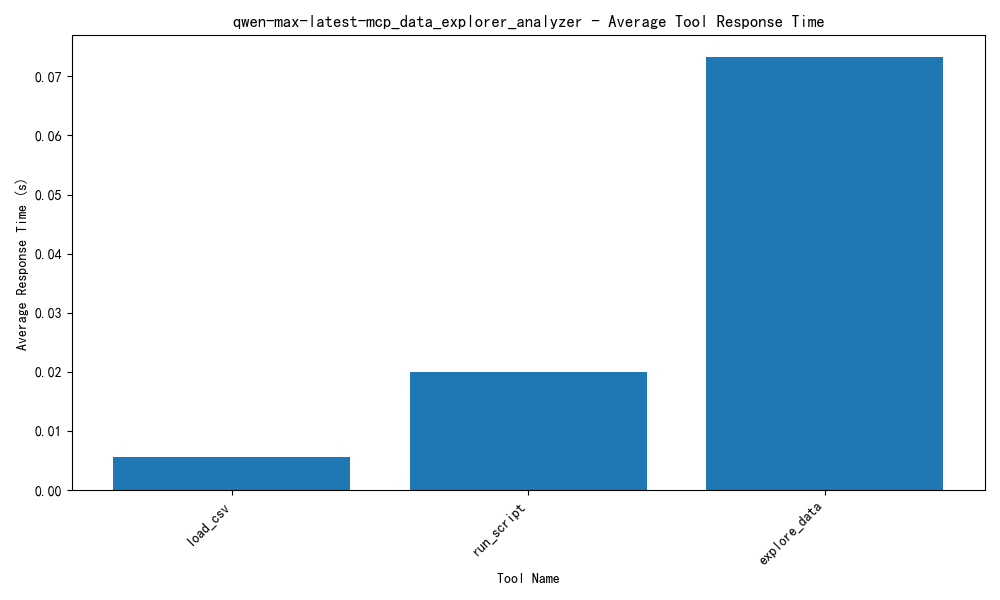 qwen-max-latest-mcp_data_explorer_analyzer - Average Tool Response Time
Average Response Time (s)
0.07
0.06
0.05
0.04
0.03
0.02
0.01
0.00
load_csv
run_script
explore_data
Tool Name